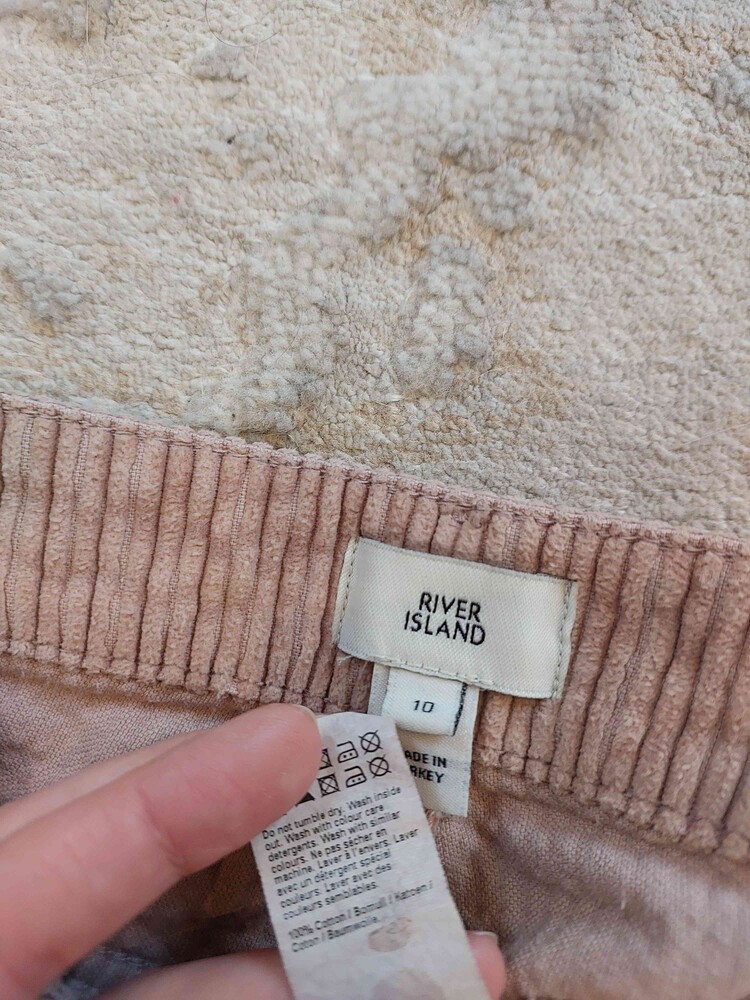 RIVER
ISLAND
10
ADE IN
RKEY
Do not tumble dry. Wash inside
out. Wash with colour care
detergents. Wash with similar
colours. Ne pas sécher en
machine. Laver à l'envers. Laver
avec un détergent spécial
couleurs. Laver avec des
couleurs semblables.
100% Cotton / Bomull / Katoen /
Coton / Baumwolle /